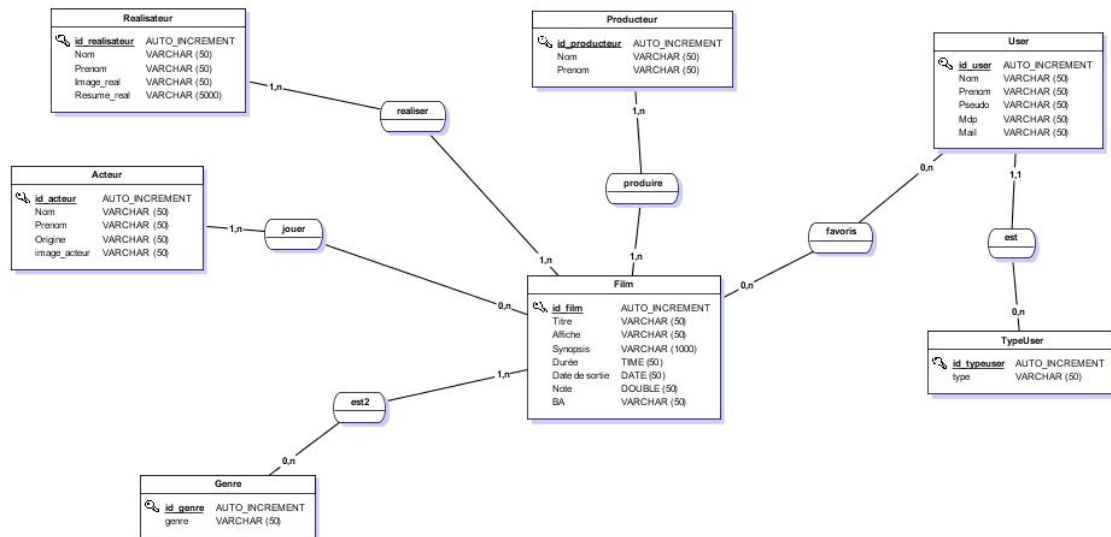 Realisateur
id_realisateur AUTO_INCREMENT
Nom VARCHAR (50)
Prenom VARCHAR (50)
Image_real VARCHAR (50)
Resume_real VARCHAR (5000)
1,n
realiser
1,n
Producteur
id_producteur AUTO_INCREMENT
Nom VARCHAR (50)
Prenom VARCHAR (50)
1,n
produire
1,n
User
id_user AUTO_INCREMENT
Nom VARCHAR (50)
Prenom VARCHAR (50)
Pseudo VARCHAR (50)
Mdp VARCHAR (50)
Mail VARCHAR (50)
0,n
favoris
0,n
1,1
est
0,n
Acteur
id_acteur AUTO_INCREMENT
Nom VARCHAR (50)
Prenom VARCHAR (50)
Origine VARCHAR (50)
image_acteur VARCHAR (50)
1,n
jouer
0,n
Film
id_film AUTO_INCREMENT
Titre VARCHAR (50)
Affiche VARCHAR (50)
Synopsis VARCHAR (1000)
Durée TIME (50)
Date de sortie DATE (50)
Note DOUBLE (50)
BA VARCHAR (50)
TypeUser
id_typeuser AUTO_INCREMENT
type VARCHAR (50)
1,n
est2
0,n
Genre
id_genre AUTO_INCREMENT
genre VARCHAR (50)